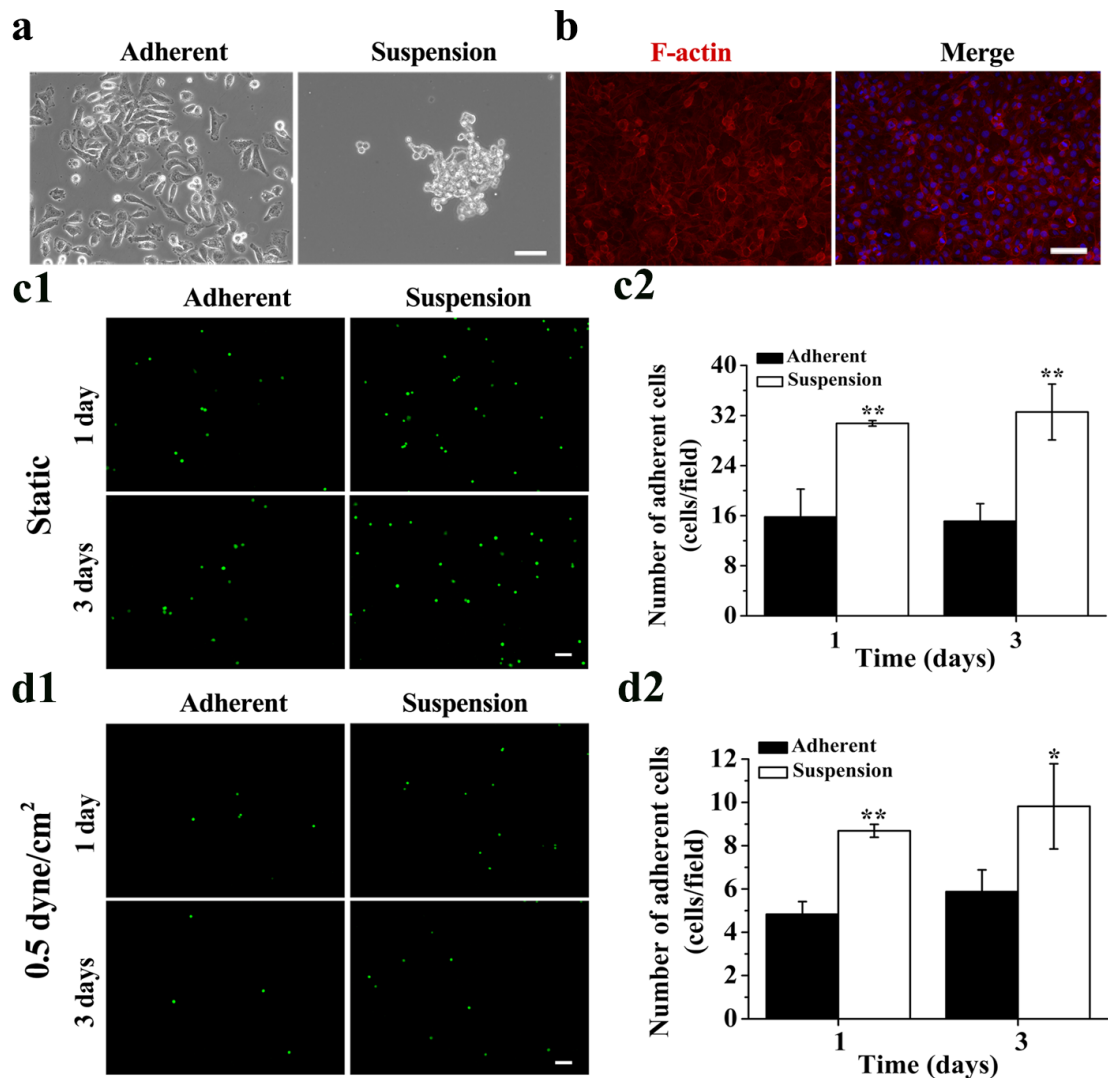 a
Adherent
Suspension
b
F-actin
Merge
c1
Adherent
Suspension
Static
1 day
3 days
c2
Adherent
Suspension
Number of adherent cells
(cells/field)
40
32
24
16
8
0
**
**
1
3
Time (days)
d1
Adherent
Suspension
0.5 dyne/cm²
1 day
3 days
d2
Adherent
Suspension
Number of adherent cells
(cells/field)
12
10
8
6
4
2
0
**
*
1
3
Time (days)